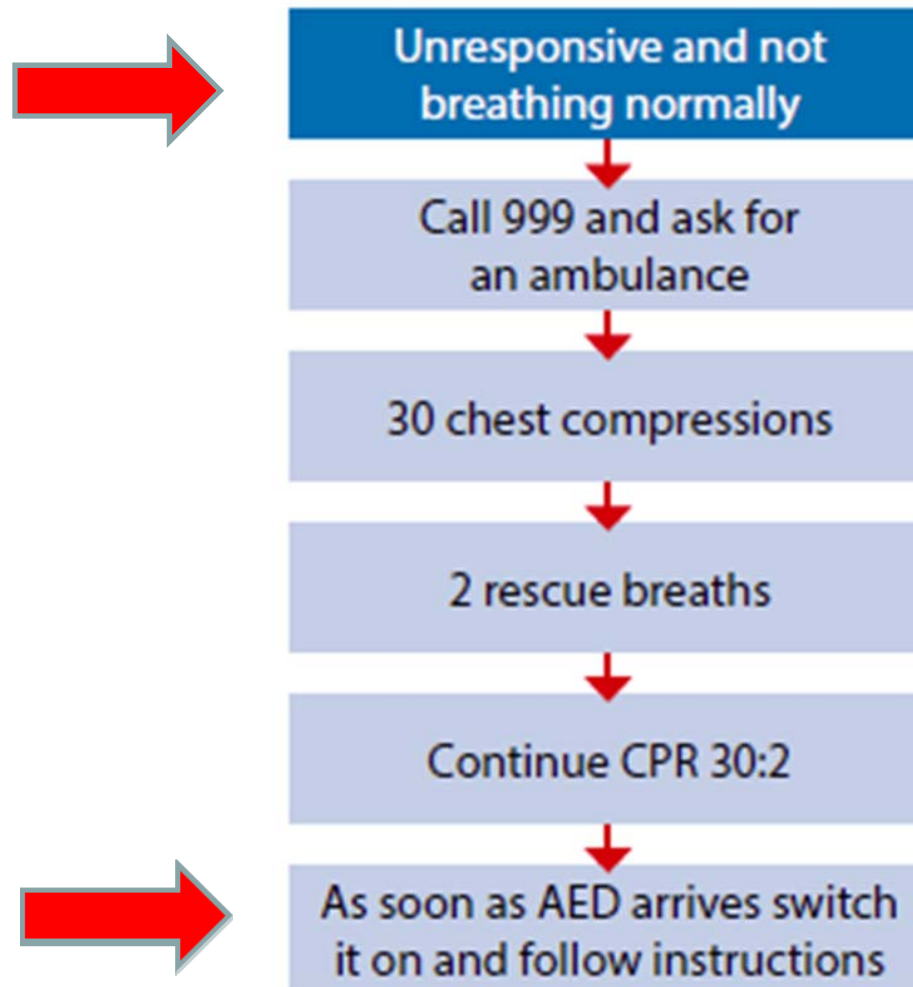 Unresponsive and not
breathing normally
Call 999 and ask for
an ambulance
30 chest compressions
2 rescue breaths
Continue CPR 30:2
As soon as AED arrives switch
it on and follow instructions